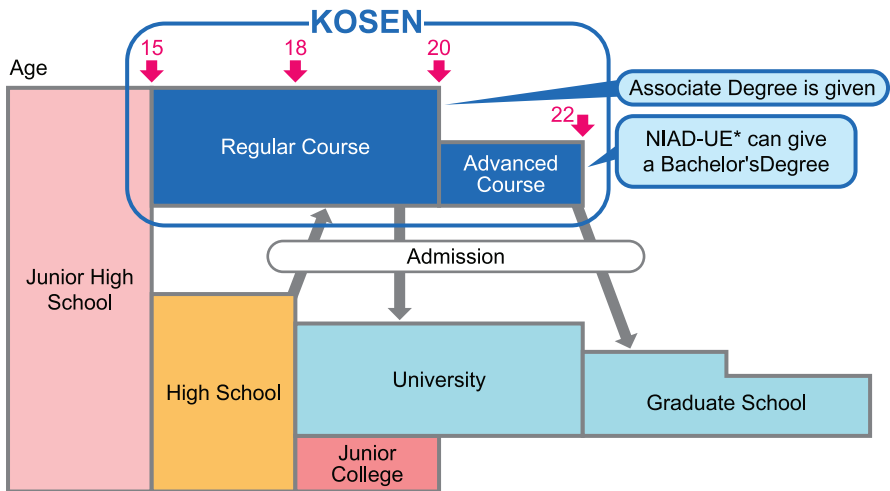 KOSEN
Age
15
18
20
22
Regular Course
Advanced
Course
Associate Degree is given
NIAD-UE* can give
a Bachelor'sDegree
Admission
Junior High
School
High School
University
Junior
College
Graduate School